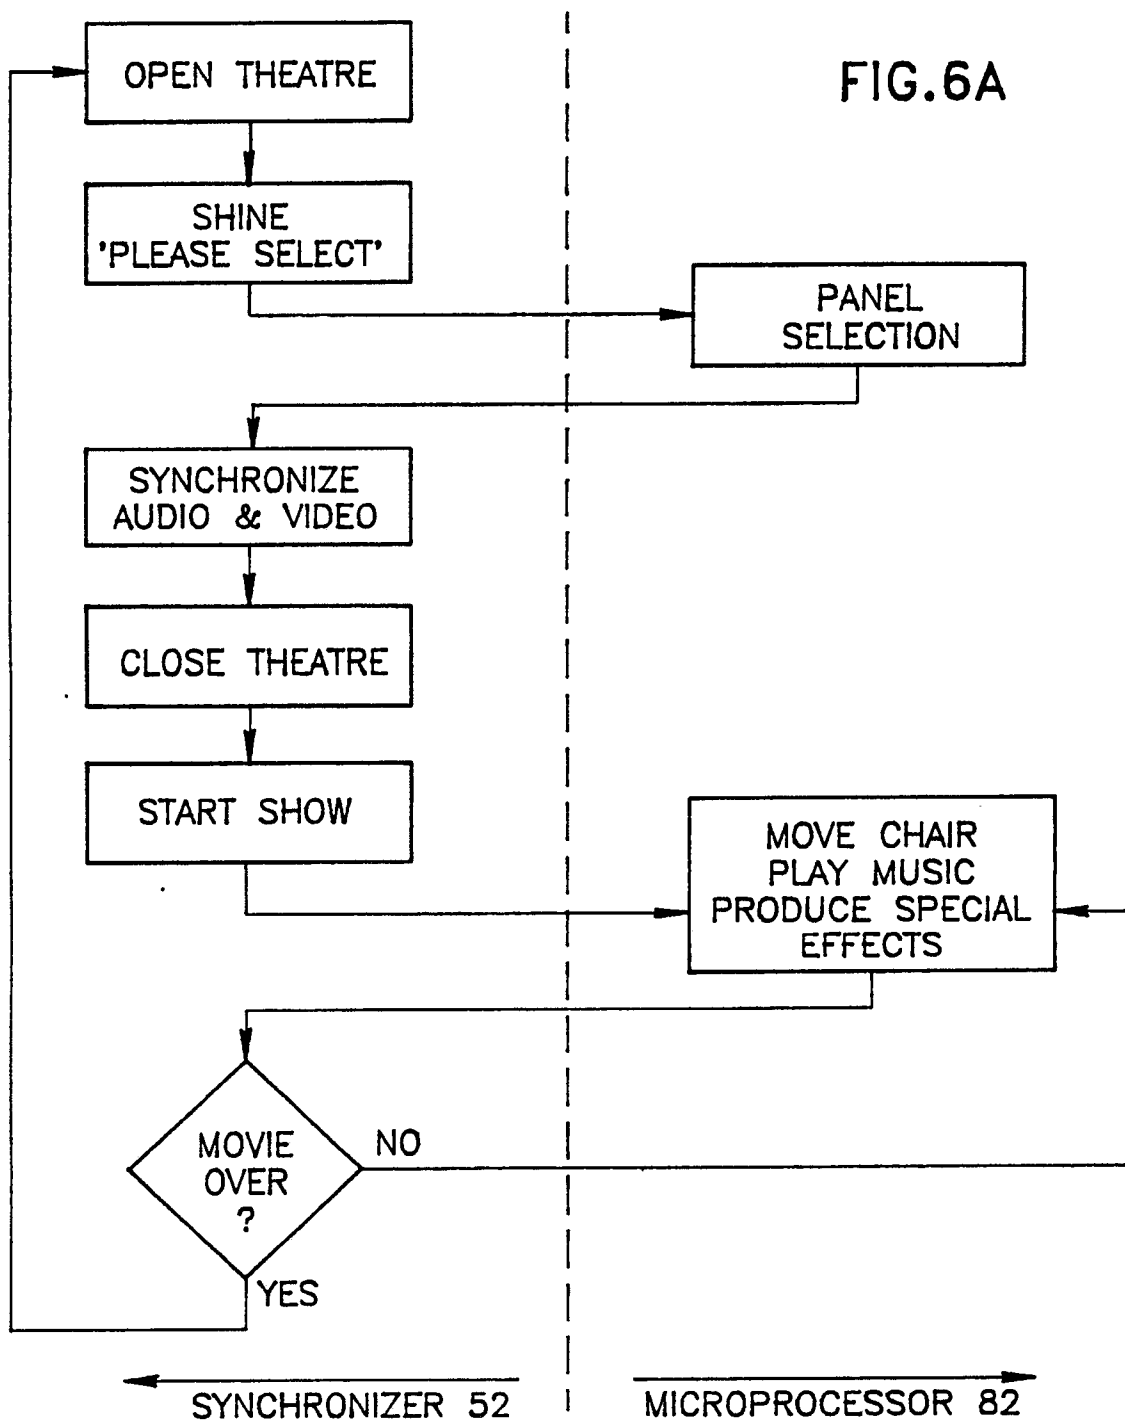 FIG.6A
OPEN THEATRE
SHINE
'PLEASE SELECT'
PANEL
SELECTION
SYNCHRONIZE
AUDIO & VIDEO
CLOSE THEATRE
START SHOW
MOVE CHAIR
PLAY MUSIC
PRODUCE SPECIAL
EFFECTS
MOVIE
OVER
?
NO
YES
SYNCHRONIZER 52
MICROPROCESSOR 82